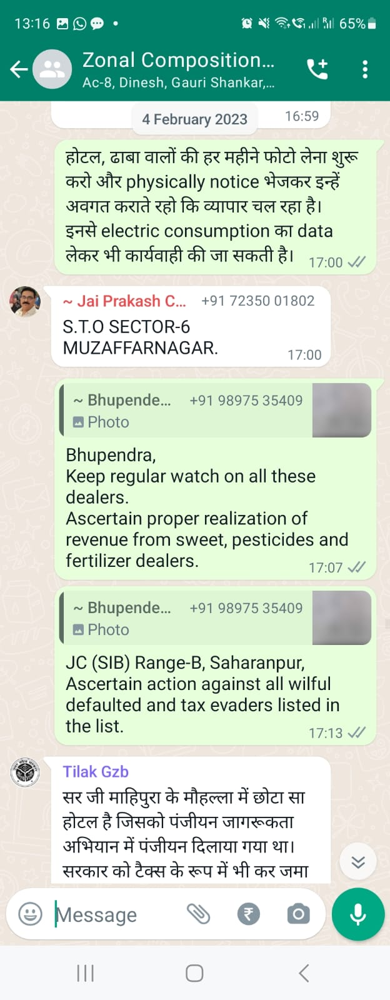 13:16 65%
Zonal Composition...
Ac-8, Dinesh, Gauri Shankar,...
4 February 2023 16:59
होटल, ढाबा वालों की हर महीने फोटो लेना शुरू
करो और physically notice भेजकर इन्हें
अवगत कराते रहो कि व्यापार चल रहा है।
इनसे electric consumption का data
लेकर भी कार्यवाही की जा सकती है। 17:00
~ Jai Prakash C... +91 72350 01802
S.T.O SECTOR-6
MUZAFFARNAGAR. 17:00
~ Bhupende... +91 98975 35409
Photo
Bhupendra,
Keep regular watch on all these
dealers.
Ascertain proper realization of
revenue from sweet, pesticides and
fertilizer dealers. 17:07
~ Bhupende... +91 98975 35409
Photo
JC (SIB) Range-B, Saharanpur,
Ascertain action against all wilful
defaulted and tax evaders listed in
the list. 17:13
Tilak Gzb
सर जी माहिपुरा के मौहल्ला में छोटा सा
होटल है जिसको पंजीयन जागरूकता
अभियान में पंजीयन दिलाया गया था।
सरकार को टैक्स के रूप में भी कर जमा
Message